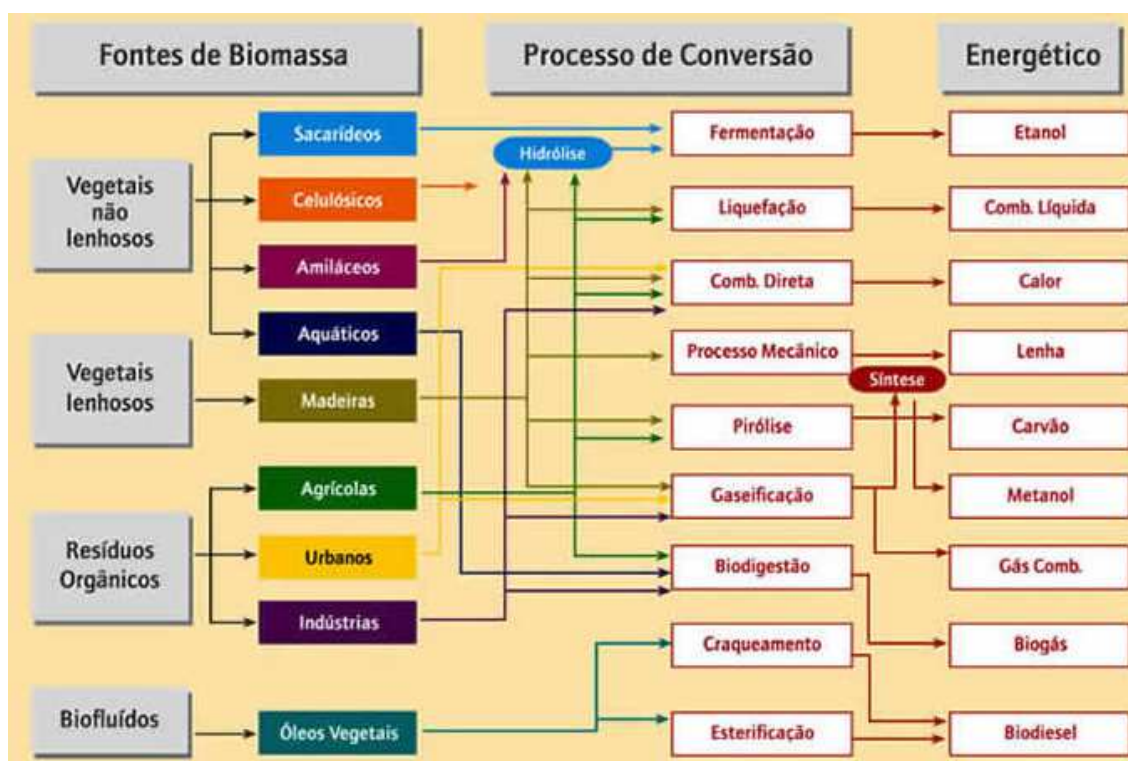 Fontes de Biomassa
Processo de Conversão
Energético
Vegetais
não
lenhosos
Vegetais
lenhosos
Resíduos
Orgânicos
Biofluídos
Sacarídeos
Celulósicos
Amiláceos
Aquáticos
Madeiras
Agrícolas
Urbanos
Indústrias
Óleos Vegetais
Hidrólise
Fermentação
Liquefação
Comb. Direta
Processo Mecânico
Síntese
Pirólise
Gaseificação
Biodigestão
Craqueamento
Esterificação
Etanol
Comb. Líquida
Calor
Lenha
Carvão
Metanol
Gás Comb.
Biogás
Biodiesel